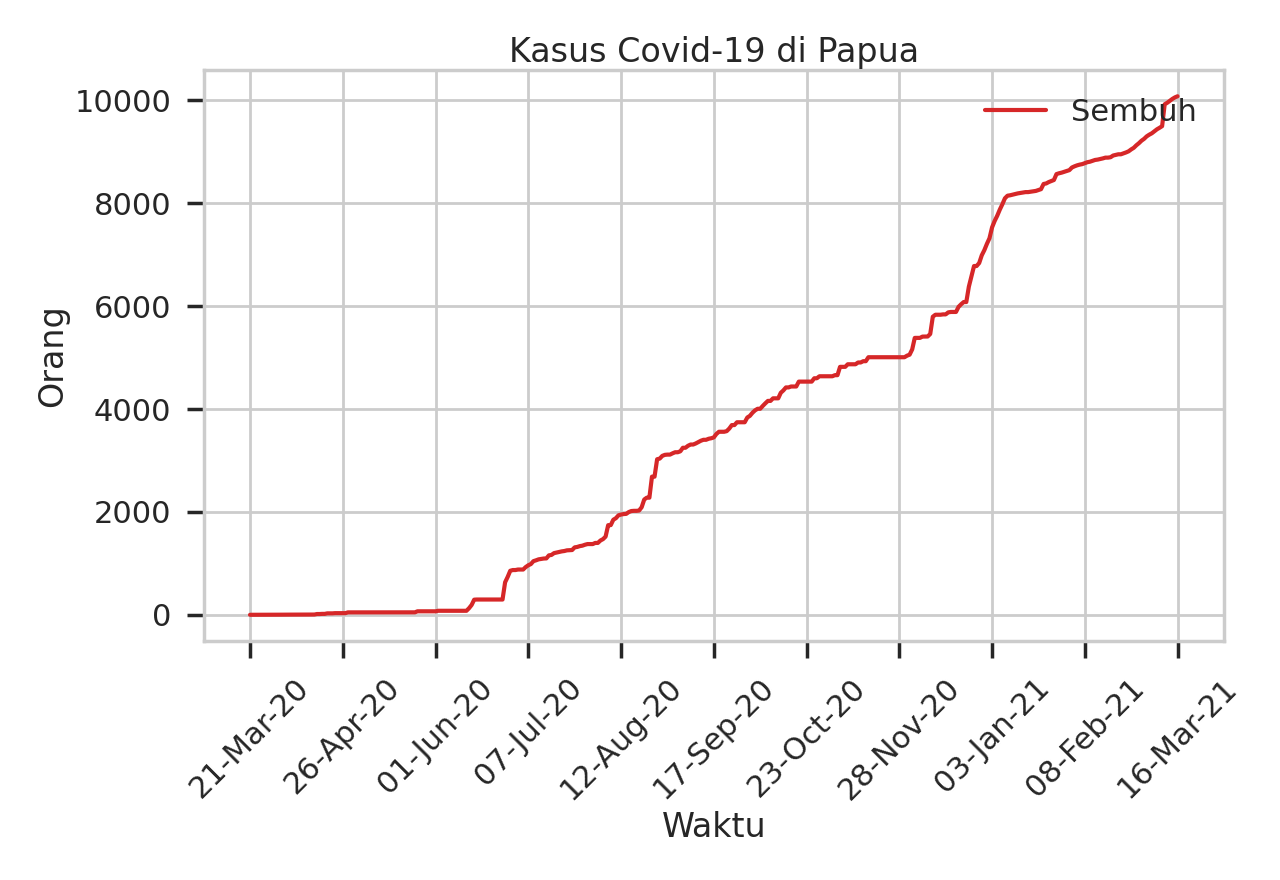 Kasus Covid-19 di Papua
10000
8000
6000
4000
2000
0
Orang
Sembuh
21-Mar-20
26-Apr-20
01-Jun-20
07-Jul-20
12-Aug-20
17-Sep-20
23-Oct-20
28-Nov-20
03-Jan-21
08-Feb-21
16-Mar-21
Waktu